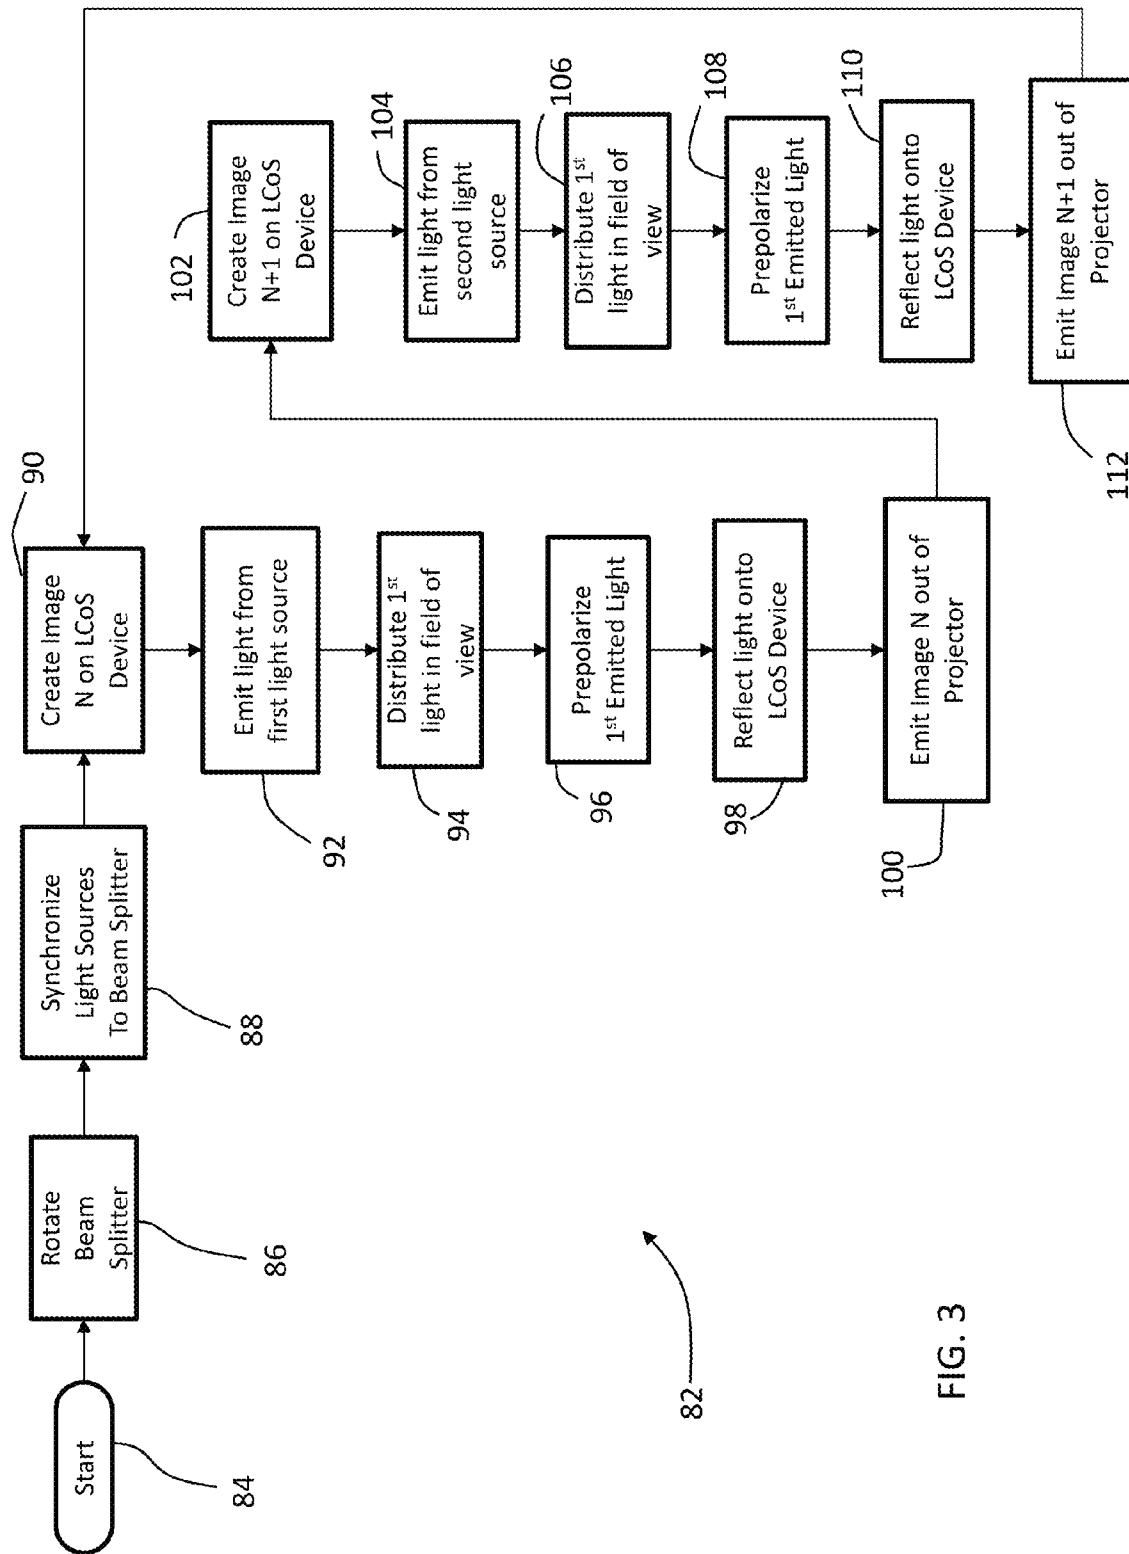 Start
84
Rotate
Beam
Splitter
86
Synchronize
Light Sources
To Beam Splitter
88
Create Image
N on LCoS
Device
90
Emit light from
first light source
92
Distribute 1st
light in field of
view
94
Prepolarize
1st Emitted Light
96
Reflect light onto
LCoS Device
98
Emit Image N out of
Projector
100
102
Create Image
N+1 on LCoS
Device
104
Emit light from
second light
source
106
Distribute 1st
light in field of
view
108
Prepolarize
1st Emitted Light
110
Reflect light onto
LCoS Device
Emit Image N+1 out of
Projector
112
82
FIG. 3